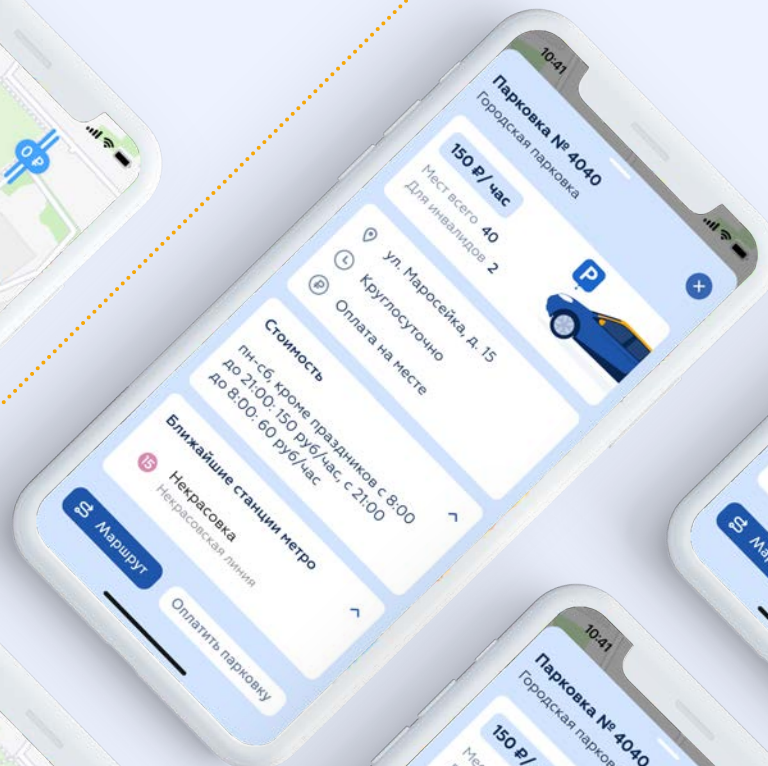 0 ₽
10:41
Парковка № 4040
Городская парковка
150 ₽/ час
Мест всего 40
Для инвалидов 2
P
ул. Маросейка, д. 15
Круглосуточно
Оплата на месте
Стоимость
пн-сб, кроме праздников с 8:00
до 21:00: 150 руб/час, с 21:00
до 8:00: 60 руб/час
Ближайшие станции метро
15 Некрасовка
Некрасовская линия
Маршрут
Оплатить парковку
10:41
Парковка № 4040
Городская
150 ₽/